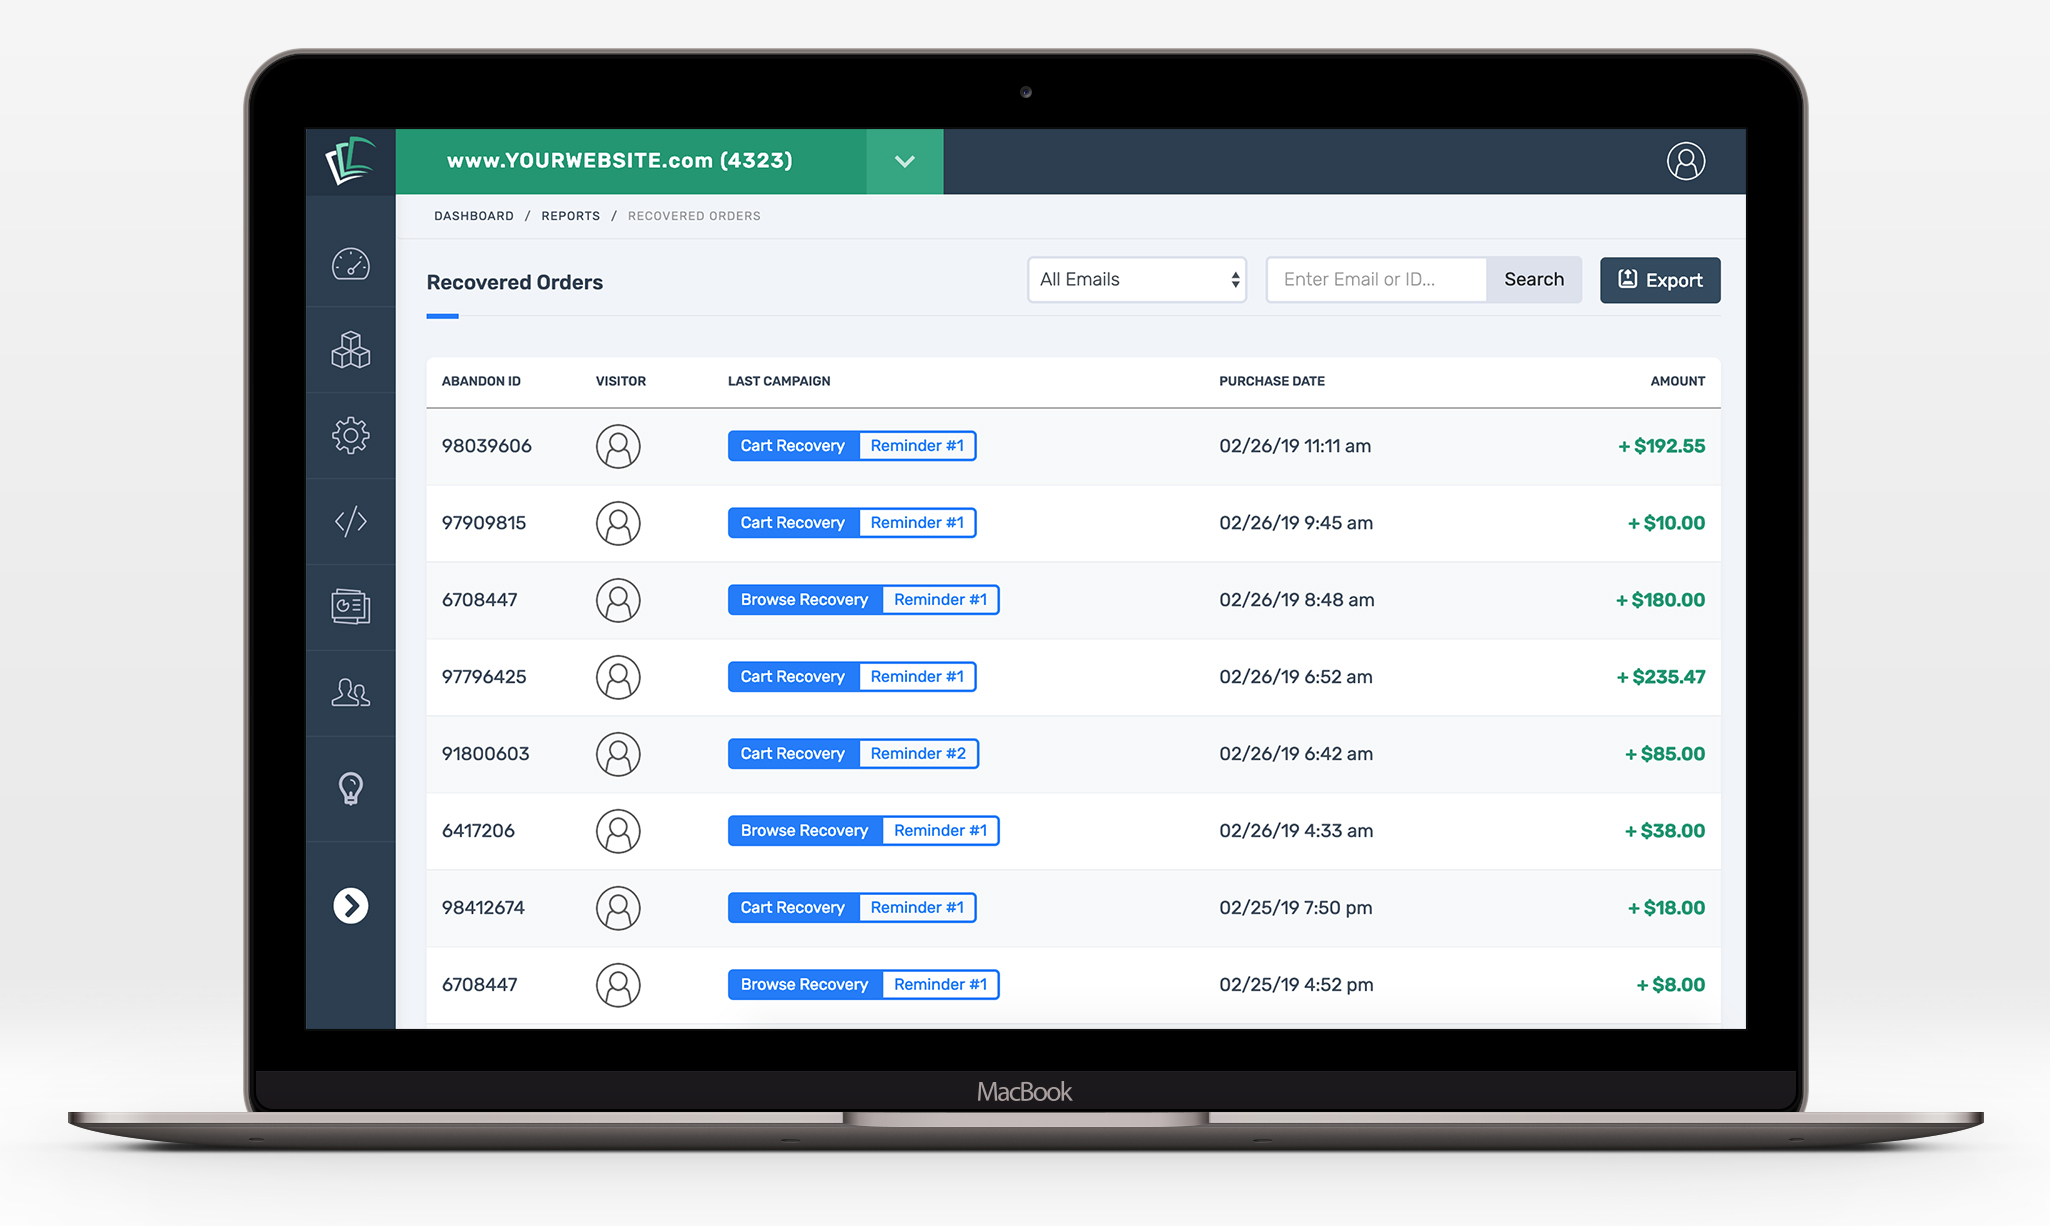 www.YOURWEBSITE.com (4323)
DASHBOARD / REPORTS / RECOVERED ORDERS
Recovered Orders All Emails Enter Email or ID... Search Export
ABANDON ID VISITOR LAST CAMPAIGN PURCHASE DATE AMOUNT
98039606 Cart Recovery Reminder #1 02/26/19 11:11 am + $192.55
97909815 Cart Recovery Reminder #1 02/26/19 9:45 am + $10.00
6708447 Browse Recovery Reminder #1 02/26/19 8:48 am + $180.00
97796425 Cart Recovery Reminder #1 02/26/19 6:52 am + $235.47
91800603 Cart Recovery Reminder #2 02/26/19 6:42 am + $85.00
6417206 Browse Recovery Reminder #1 02/26/19 4:33 am + $38.00
98412674 Cart Recovery Reminder #1 02/25/19 7:50 pm + $18.00
6708447 Browse Recovery Reminder #1 02/25/19 4:52 pm + $8.00
MacBook